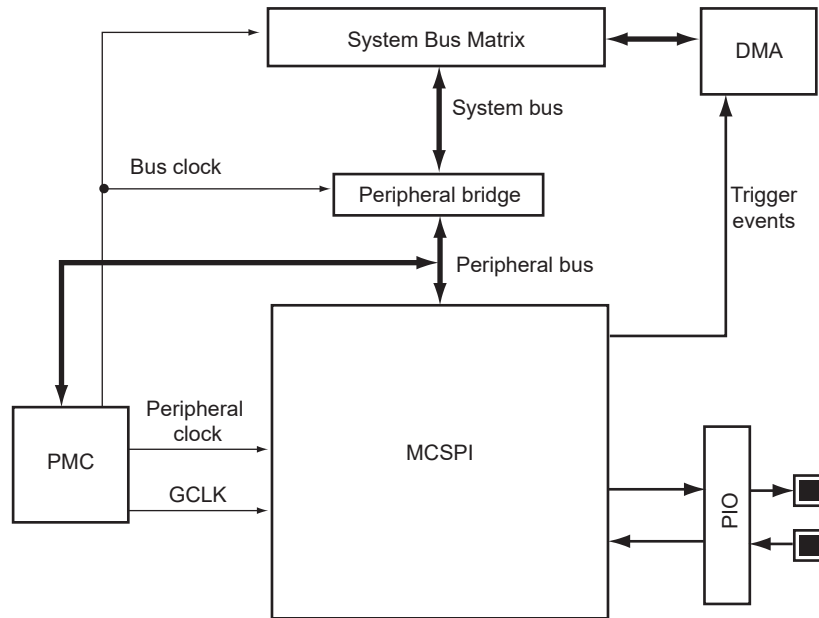 System Bus Matrix
DMA
System bus
Bus clock
Peripheral bridge
Trigger
events
Peripheral bus
Peripheral
clock
PMC
MCSPI
GCLK
PIO